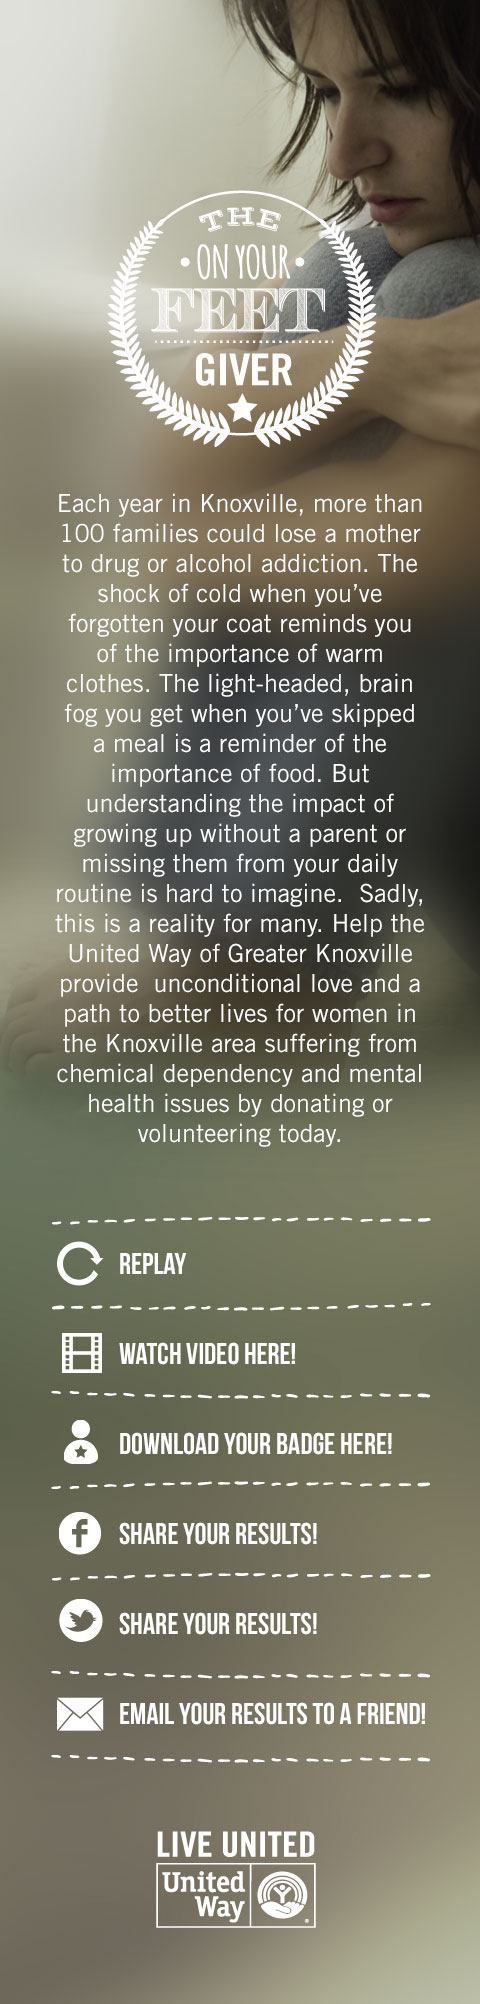 THE
• ON YOUR •
FEET
GIVER
Each year in Knoxville, more than
100 families could lose a mother
to drug or alcohol addiction. The
shock of cold when you’ve
forgotten your coat reminds you
of the importance of warm
clothes. The light-headed, brain
fog you get when you’ve skipped
a meal is a reminder of the
importance of food. But
understanding the impact of
growing up without a parent or
missing them from your daily
routine is hard to imagine.  Sadly,
this is a reality for many. Help the
United Way of Greater Knoxville
provide  unconditional love and a
path to better lives for women in
the Knoxville area suffering from
chemical dependency and mental
health issues by donating or
volunteering today.
REPLAY
WATCH VIDEO HERE!
DOWNLOAD YOUR BADGE HERE!
SHARE YOUR RESULTS!
SHARE YOUR RESULTS!
EMAIL YOUR RESULTS TO A FRIEND!
LIVE UNITED
United
Way
®